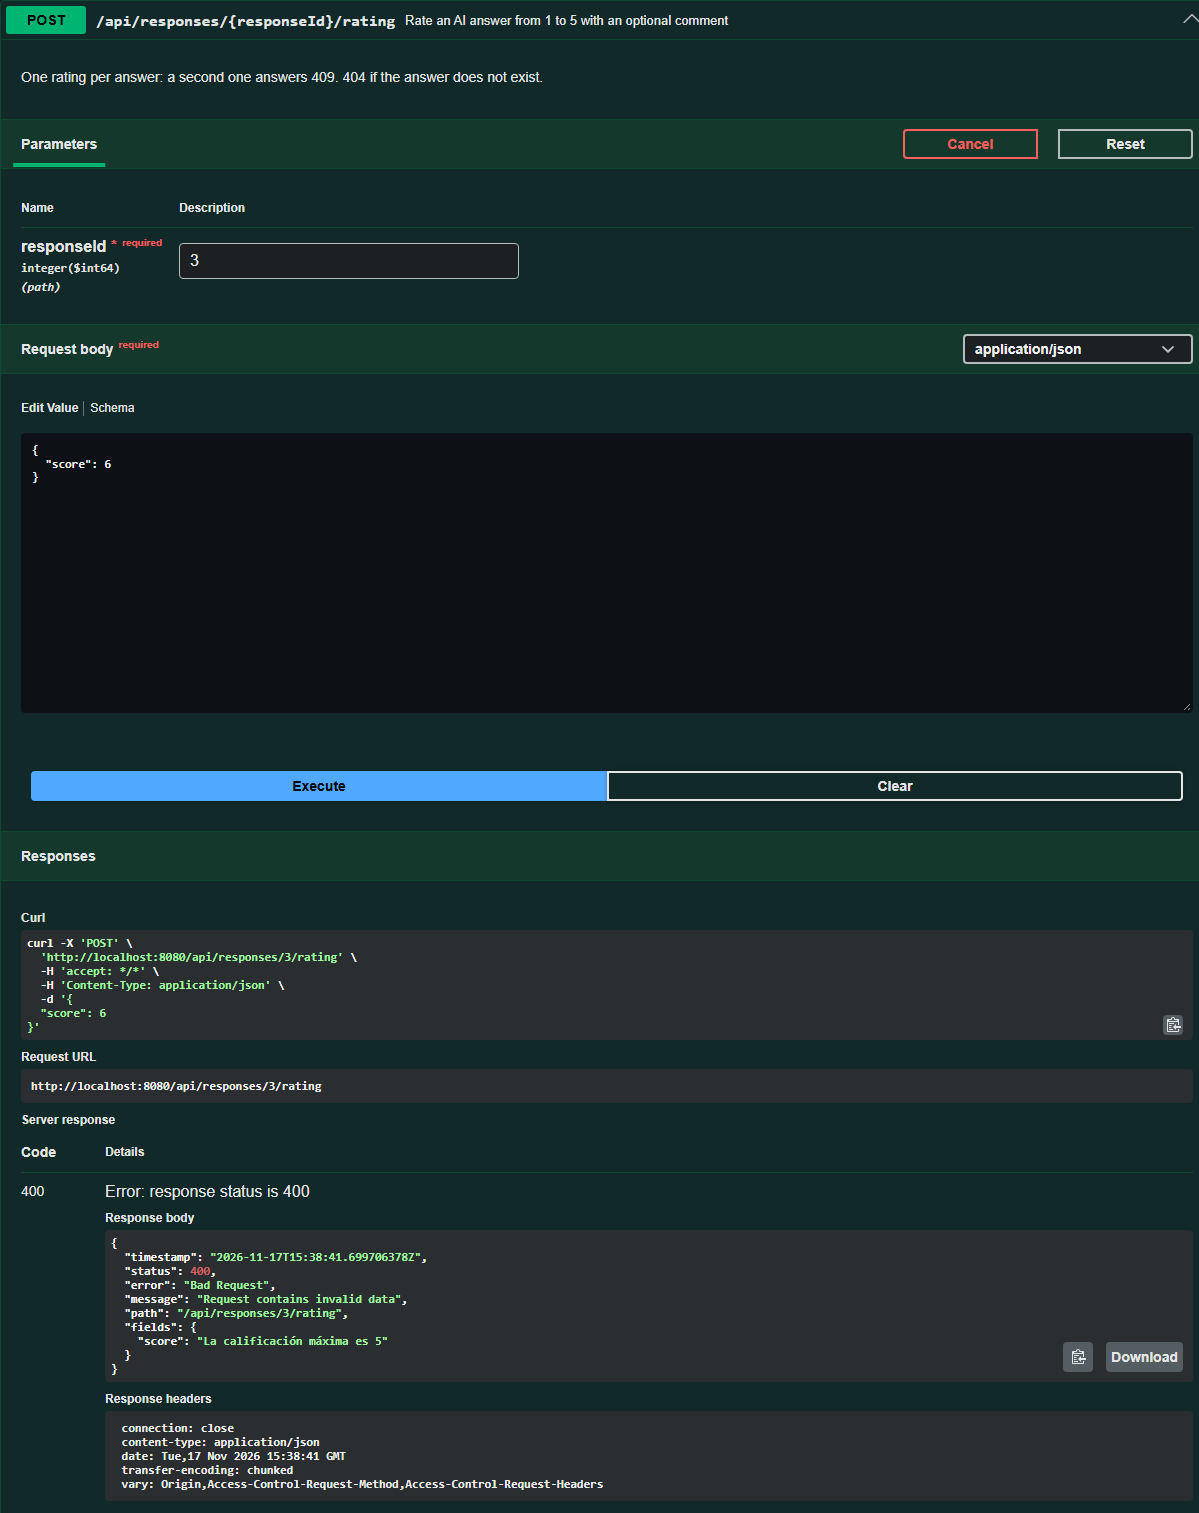 POST /api/responses/{responseId}/rating Rate an AI answer from 1 to 5 with an optional comment
One rating per answer: a second one answers 409. 404 if the answer does not exist.
Parameters
Cancel
Reset
Name Description
responseId * required
3
integer($int64)
(path)
Request body required
application/json
Edit Value | Schema
{
  "score": 6
}
Execute
Clear
Responses
Curl
curl -X 'POST' \
  'http://localhost:8080/api/responses/3/rating' \
  -H 'accept: */*' \
  -H 'Content-Type: application/json' \
  -d '{
  "score": 6
}'
Request URL
http://localhost:8080/api/responses/3/rating
Server response
Code Details
400 Error: response status is 400
Response body
{
  "timestamp": "2026-11-17T15:38:41.699706378Z",
  "status": 400,
  "error": "Bad Request",
  "message": "Request contains invalid data",
  "path": "/api/responses/3/rating",
  "fields": {
    "score": "La calificación máxima es 5"
  }
}
Download
Response headers
connection: close
content-type: application/json
date: Tue,17 Nov 2026 15:38:41 GMT
transfer-encoding: chunked
vary: Origin,Access-Control-Request-Method,Access-Control-Request-Headers